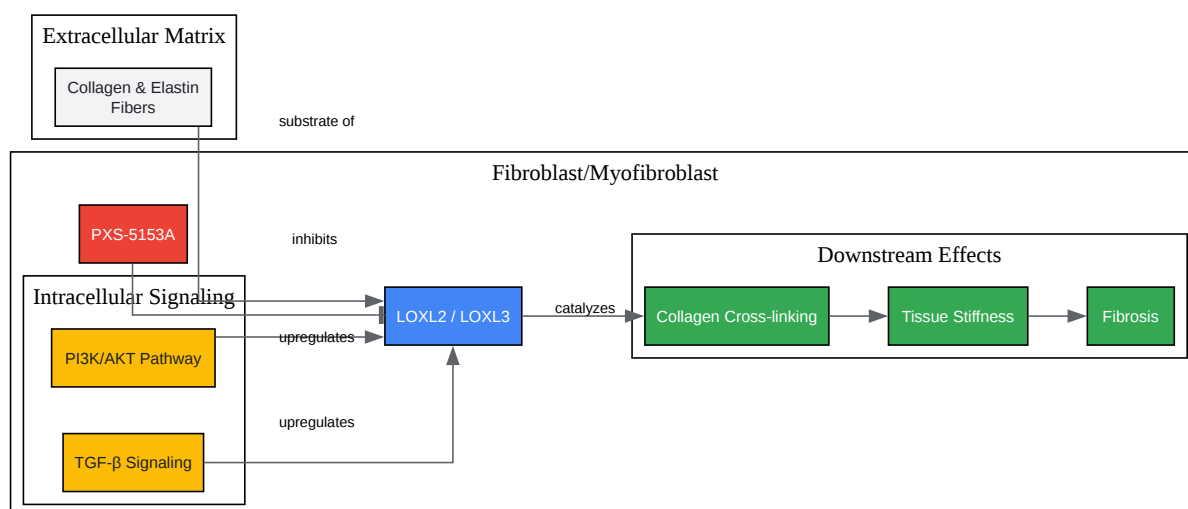 Extracellular Matrix
Collagen & Elastin
Fibers
substrate of
Fibroblast/Myofibroblast
PXS-5153A
inhibits
Downstream Effects
Intracellular Signaling
LOXL2 / LOXL3
catalyzes
Collagen Cross-linking
Tissue Stiffness
Fibrosis
upregulates
PI3K/AKT Pathway
upregulates
TGF-β Signaling